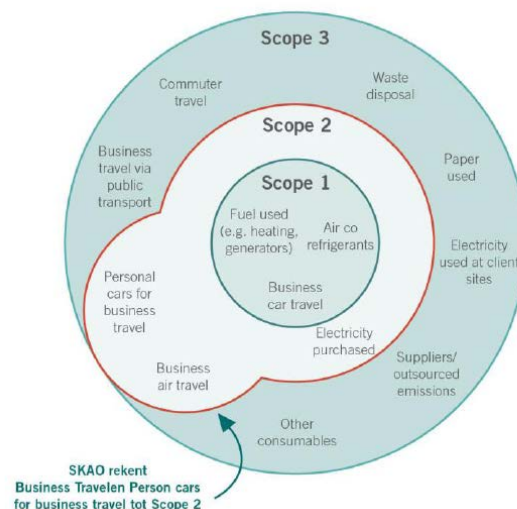 Scope 3
Commuter
travel
Waste
disposal
Scope 2
Business
travel via
public
transport
Paper
used
Scope 1
Fuel used
(e.g. heating,
generators)
Air co
refrigerants
Electricity
used at client
sites
Personal
cars for
business
travel
Business
car travel
Electricity
purchased
Business
air travel
Suppliers/
outsourced
emissions
Other
consumables
SKAO rekent
Business Travelen Person cars
for business travel tot Scope 2